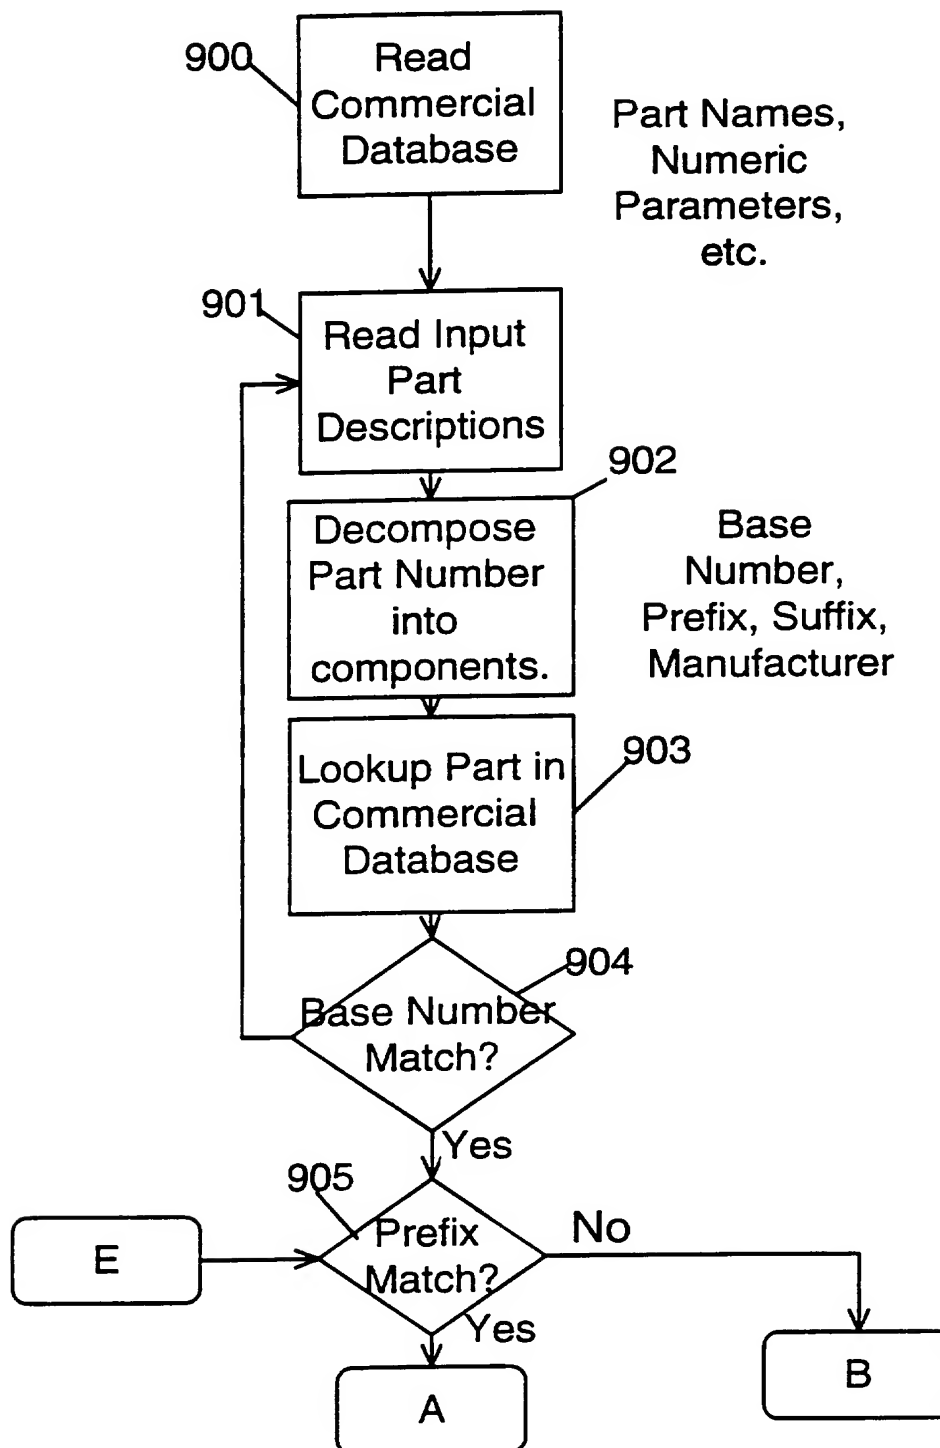 900
Read
Commercial
Database
Part Names,
Numeric
Parameters,
etc.
901
Read Input
Part
Descriptions
902
Decompose
Part Number
into
components.
Base
Number,
Prefix, Suffix,
Manufacturer
903
Lookup Part in
Commercial
Database
904
Base Number
Match?
Yes
905
E
Prefix
Match?
No
Yes
A
B